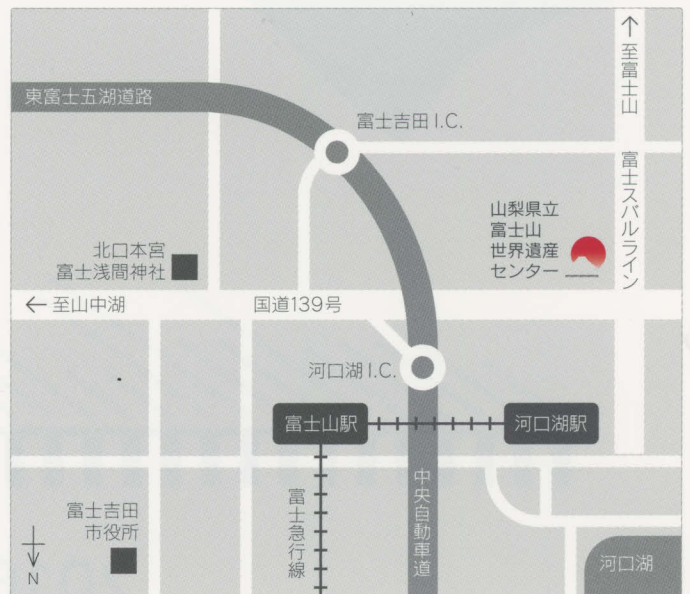 東富士五湖道路
富士吉田 I.C.
至富士山
富士スバルライン
山梨県立
富士山
世界遺産
センター
北口本宮
富士浅間神社
至山中湖
国道139号
河口湖 I.C.
富士山駅
河口湖駅
中央自動車道
富士急行線
富士吉田
市役所
河口湖
N